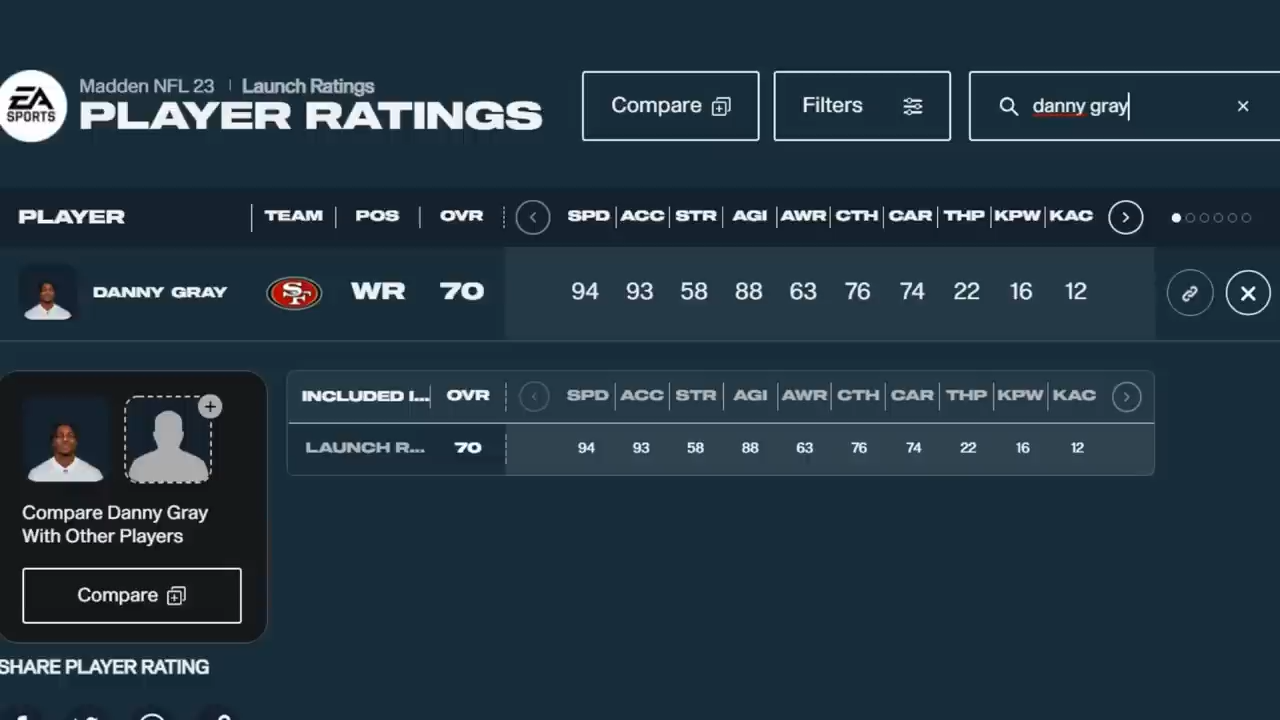 EA SPORTS
Madden NFL 23 | Launch Ratings
PLAYER RATINGS
Compare
Filters
danny gray
PLAYER TEAM POS OVR SPD ACC STR AGI AWR CTH CAR THP KPW KAC
DANNY GRAY SF WR 70 94 93 58 88 63 76 74 22 16 12
INCLUDED I... OVR SPD ACC STR AGI AWR CTH CAR THP KPW KAC
LAUNCH R... 70 94 93 58 88 63 76 74 22 16 12
Compare Danny Gray
With Other Players
Compare
SHARE PLAYER RATING